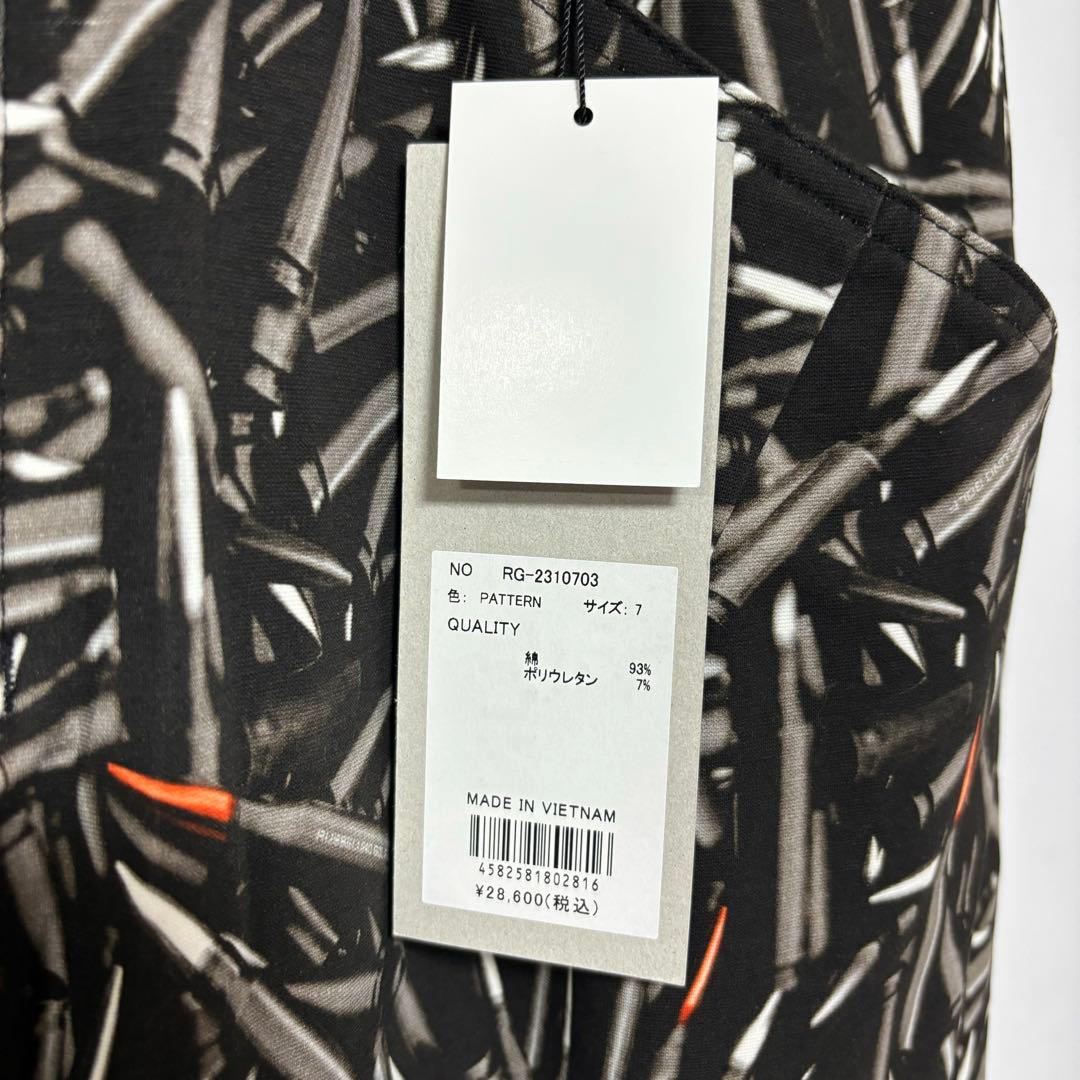 NO RG-2310703
色: PATTERN サイズ: 7
QUALITY
綿 93%
ポリウレタン 7%
MADE IN VIETNAM
4582581802816
¥28,600(税込)